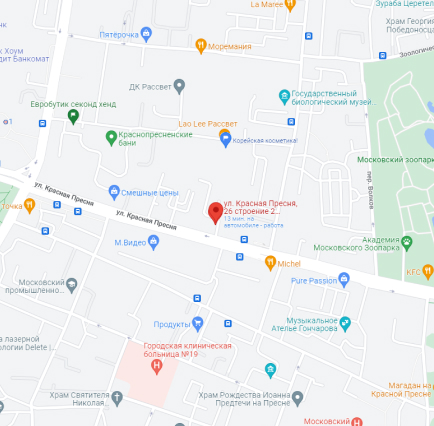 La Maree
Зураба Церетел
Храм Георгия
Победоносца
Пятёрочка
Моремания
Зоологическ
к Хоум
дит Банкомат
ДК Рассвет
Государственный
биологический музей...
Евробутик секонд хенд
Lao Lee Рассвет
Краснопресненские
бани
Корейская косметика!
Московский зоопарк
пер. Волков
ул. Красная Пресня
Смешные цены
ул. Красная Пресня,
26 строение 2...
13 мин. на
автомобиле - работа
Точка
ул. Красная Пресня
М.Видео
Академия
Московского Зоопарка
Michel
KFC
Pure Passion
Московский
промышленно...
Продукты
Музыкальное
Ателье Гончарова
а лазерной
ологии Delete |...
Городская клиническая
больница №19
Магадан на
Красной Пресне
Храм Святителя
Николая...
Храм Рождества Иоанна
Предтечи на Пресне
Московский